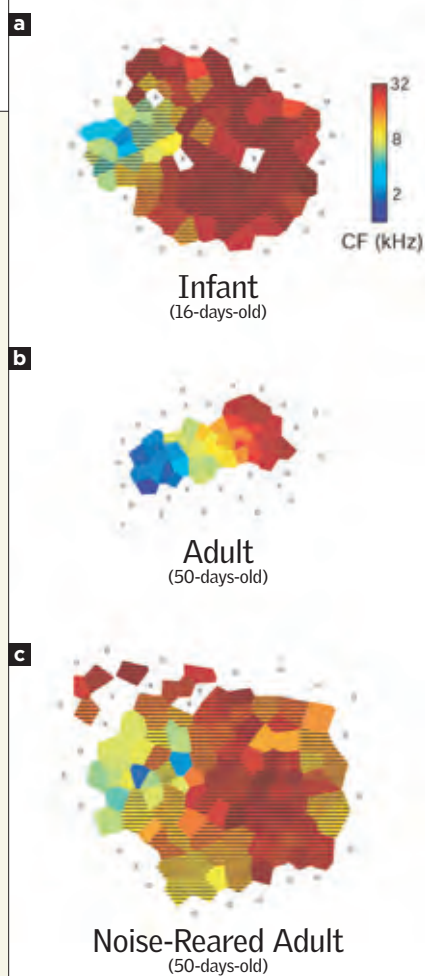 a
32
8
2
CF (kHz)
Infant
(16-days-old)
b
Adult
(50-days-old)
c
Noise-Reared Adult
(50-days-old)